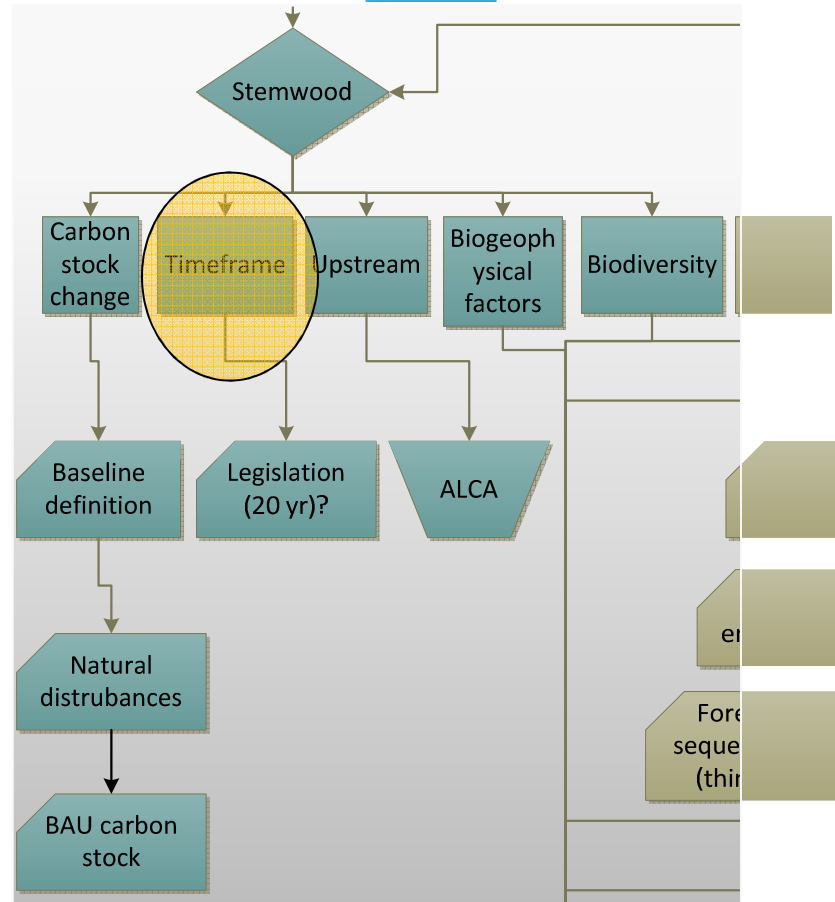 Stemwood
Carbon
stock
change
Timeframe
Upstream
Biogeoph
ysical
factors
Biodiversity
Baseline
definition
Legislation
(20 yr)?
ALCA
Natural
distrubances
BAU carbon
stock